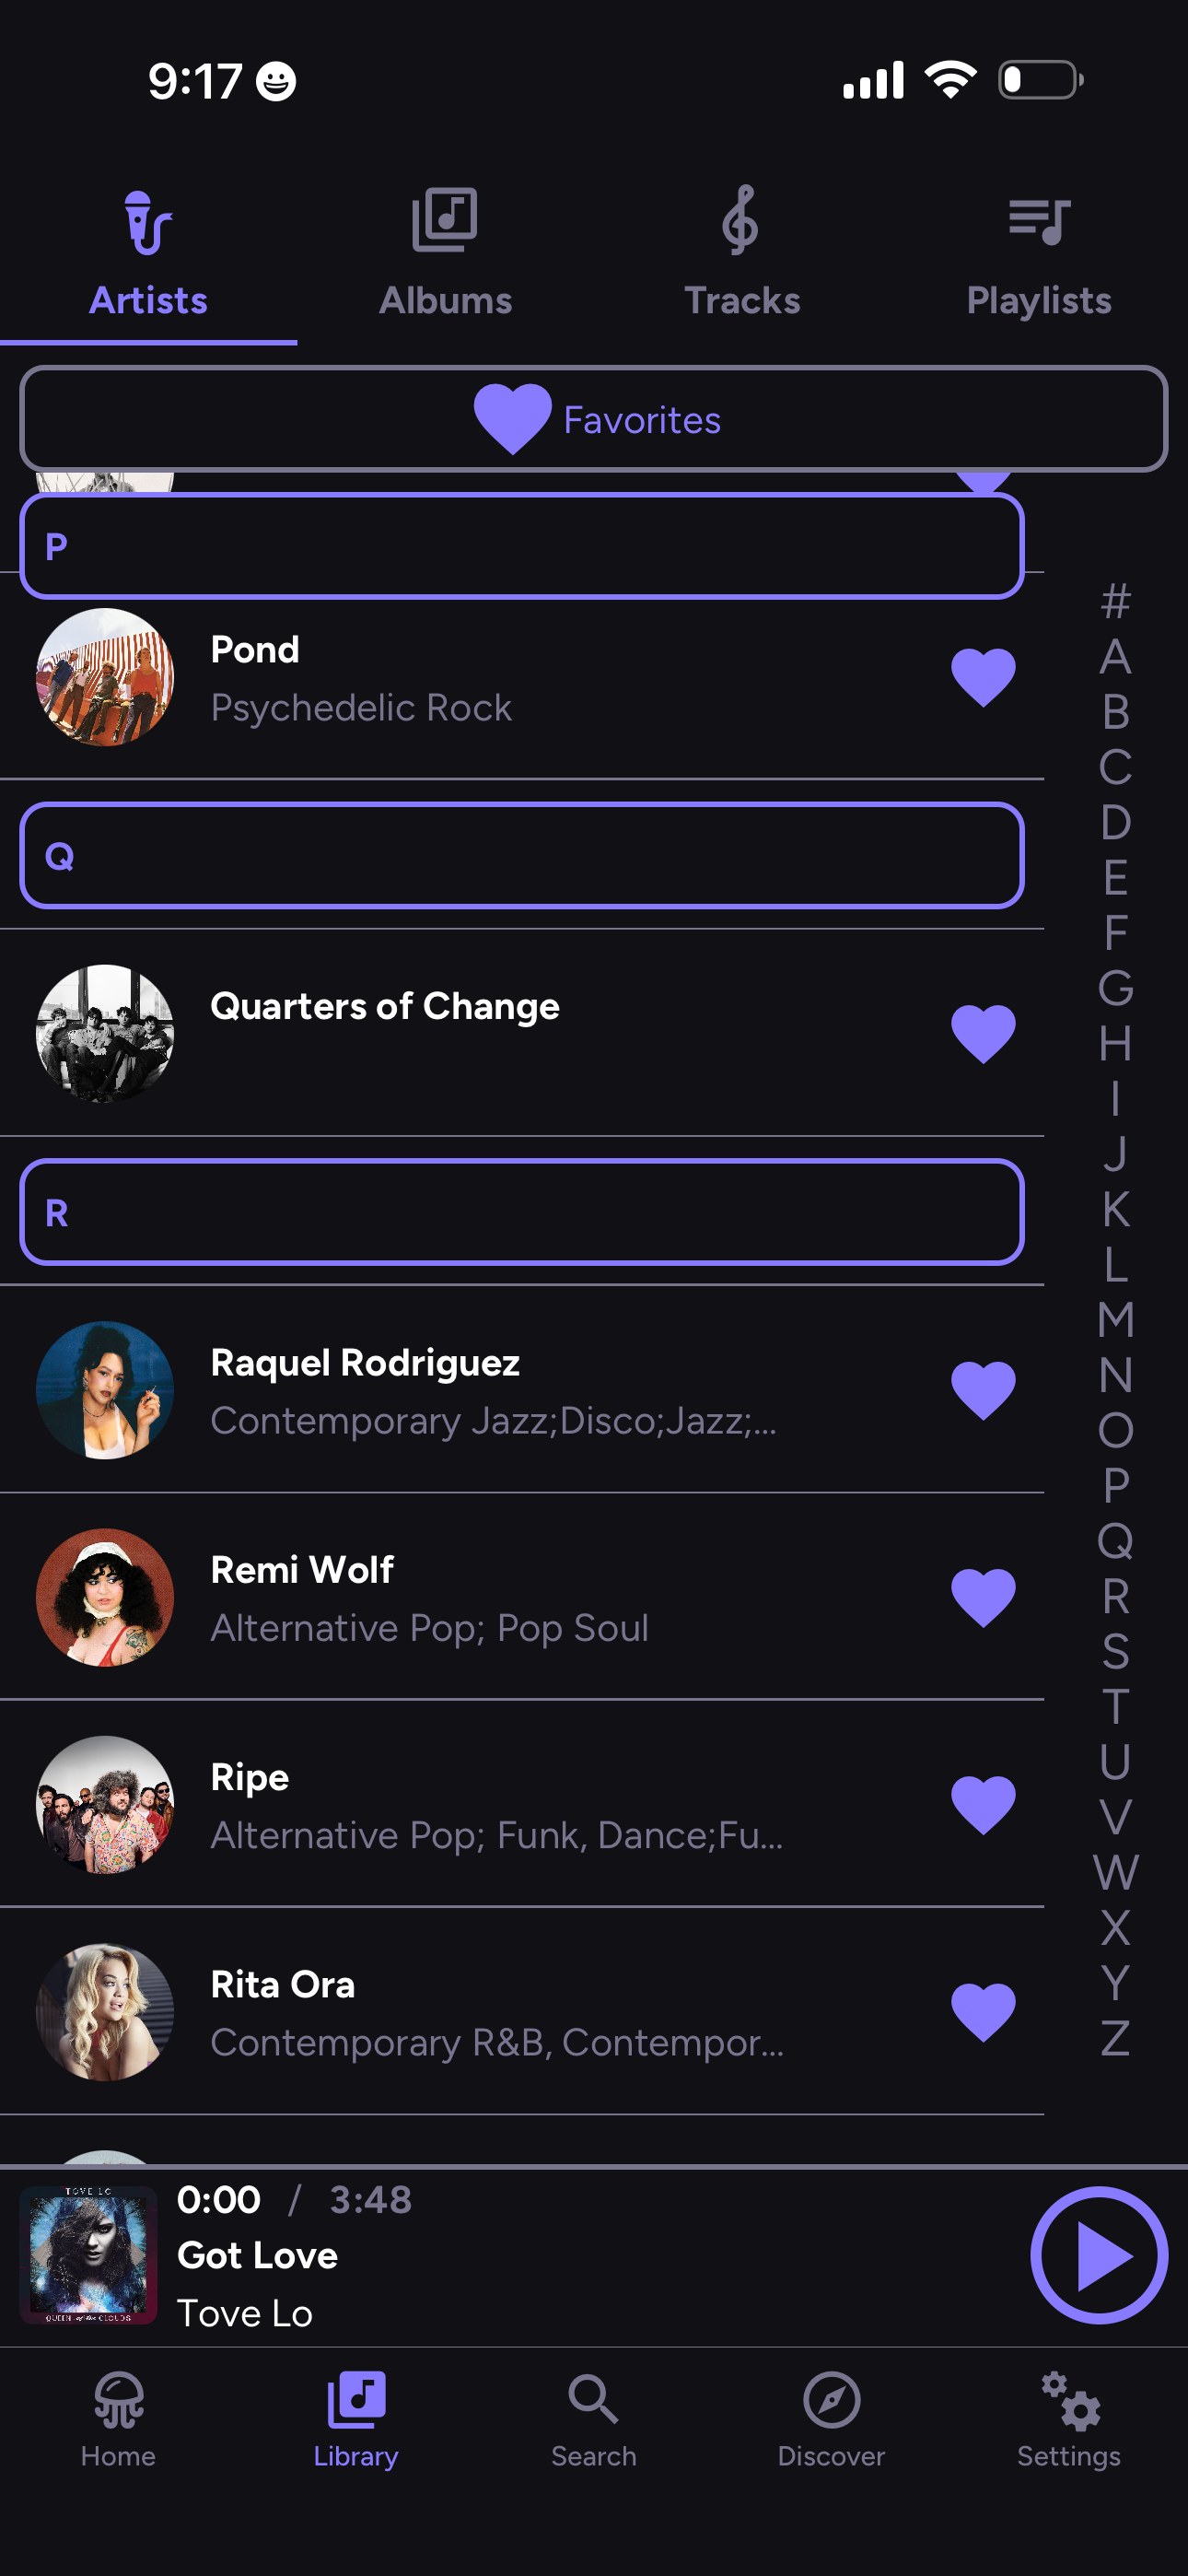 9:17
Artists
Albums
Tracks
Playlists
Favorites
P
Pond
Psychedelic Rock
Q
Quarters of Change
R
Raquel Rodriguez
Contemporary Jazz;Disco;Jazz;...
Remi Wolf
Alternative Pop; Pop Soul
Ripe
Alternative Pop; Funk, Dance;Fu...
Rita Ora
Contemporary R&B, Contempor...
#
A
B
C
D
E
F
G
H
I
J
K
L
M
N
O
P
Q
R
S
T
U
V
W
X
Y
Z
TOVE LO
QUEEN of the CLOUDS
0:00 / 3:48
Got Love
Tove Lo
Home
Library
Search
Discover
Settings